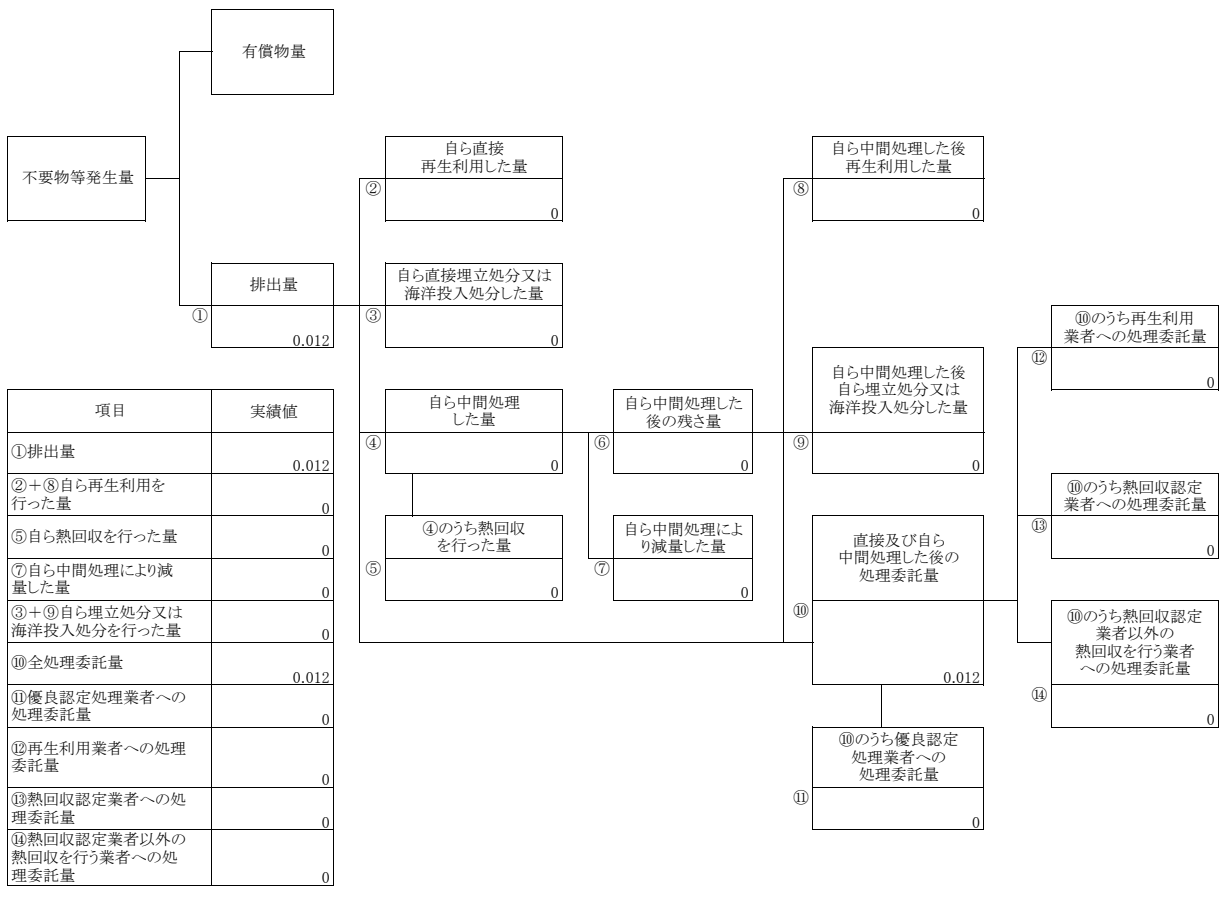 有償物量
不要物等発生量
排出量
①
0.012
自ら直接
再生利用した量
②
0
自ら直接埋立処分又は
海洋投入処分した量
③
0
自ら中間処理
した量
④
0
④のうち熱回収
を行った量
⑤
0
自ら中間処理した
後の残さ量
⑥
0
自ら中間処理によ
り減量した量
⑦
0
自ら中間処理した後
再生利用した量
⑧
0
自ら中間処理した後
自ら埋立処分又は
海洋投入処分した量
⑨
0
直接及び自ら
中間処理した後の
処理委託量
⑩
0.012
⑩のうち優良認定
処理業者への
処理委託量
⑪
0
⑩のうち再生利用
業者への処理委託量
⑫
0
⑩のうち熱回収認定
業者への処理委託量
⑬
0
⑩のうち熱回収認定
業者以外の
熱回収を行う業者
への処理委託量
⑭
0
項目 実績値
①排出量
0.012
②＋⑧自ら再生利用を
行った量
0
⑤自ら熱回収を行った量
0
⑦自ら中間処理により減
量した量
0
③＋⑨自ら埋立処分又は
海洋投入処分を行った量
0
⑩全処理委託量
0.012
⑪優良認定処理業者への
処理委託量
0
⑫再生利用業者への処理
委託量
0
⑬熱回収認定業者への処
理委託量
0
⑭熱回収認定業者以外の
熱回収を行う業者への処
理委託量
0